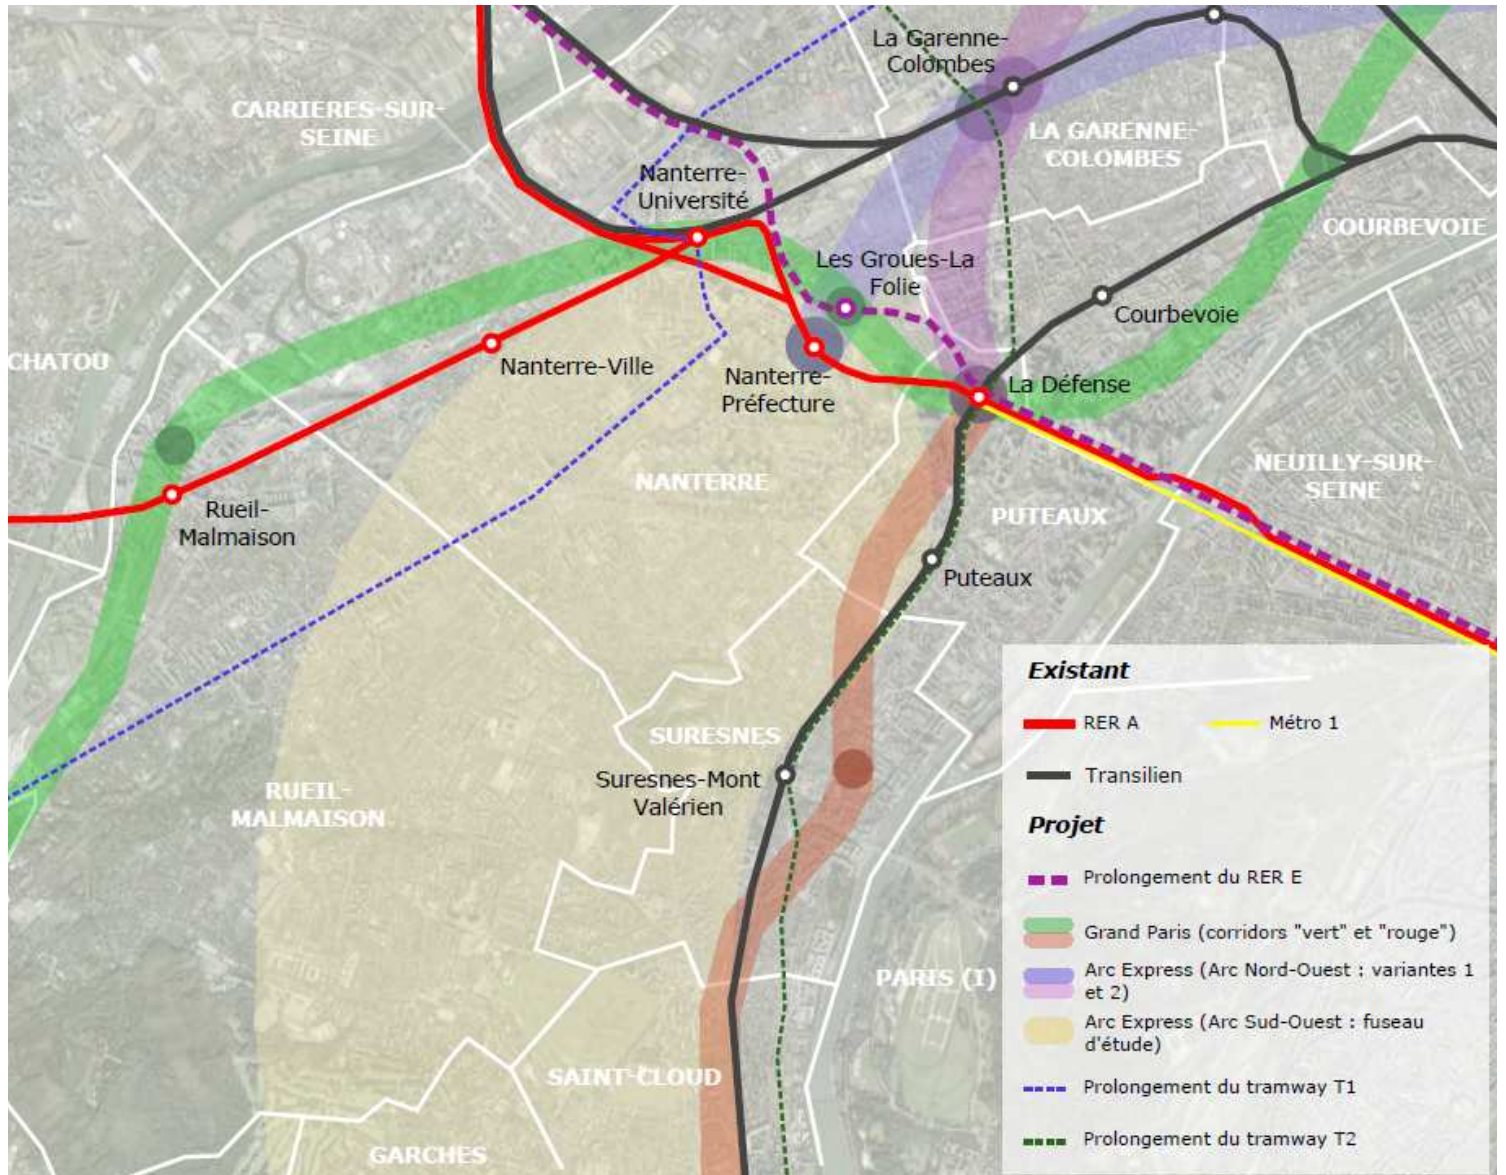 La Garenne-
Colombes
CARRIERES-SUR-
SEINE
LA GARENNE-
COLOMBES
Nanterre-
Université
COURBEVOIE
Les Groues-La
Folie
Courbevoie
CHATOU
Nanterre-Ville
Nanterre-
Préfecture
La Défense
NANTERRE
NEUILLY-SUR-
SEINE
Rueil-
Malmaison
PUTEAUX
Puteaux
SURESNES
Suresnes-Mont
Valérien
RUEIL-
MALMAISON
PARIS (I)
SAINT-CLOUD
GARCHES
Existant
RER A
Métro 1
Transilien
Projet
Prolongement du RER E
Grand Paris (corridors "vert" et "rouge")
Arc Express (Arc Nord-Ouest : variantes 1
et 2)
Arc Express (Arc Sud-Ouest : fuseau
d'étude)
Prolongement du tramway T1
Prolongement du tramway T2